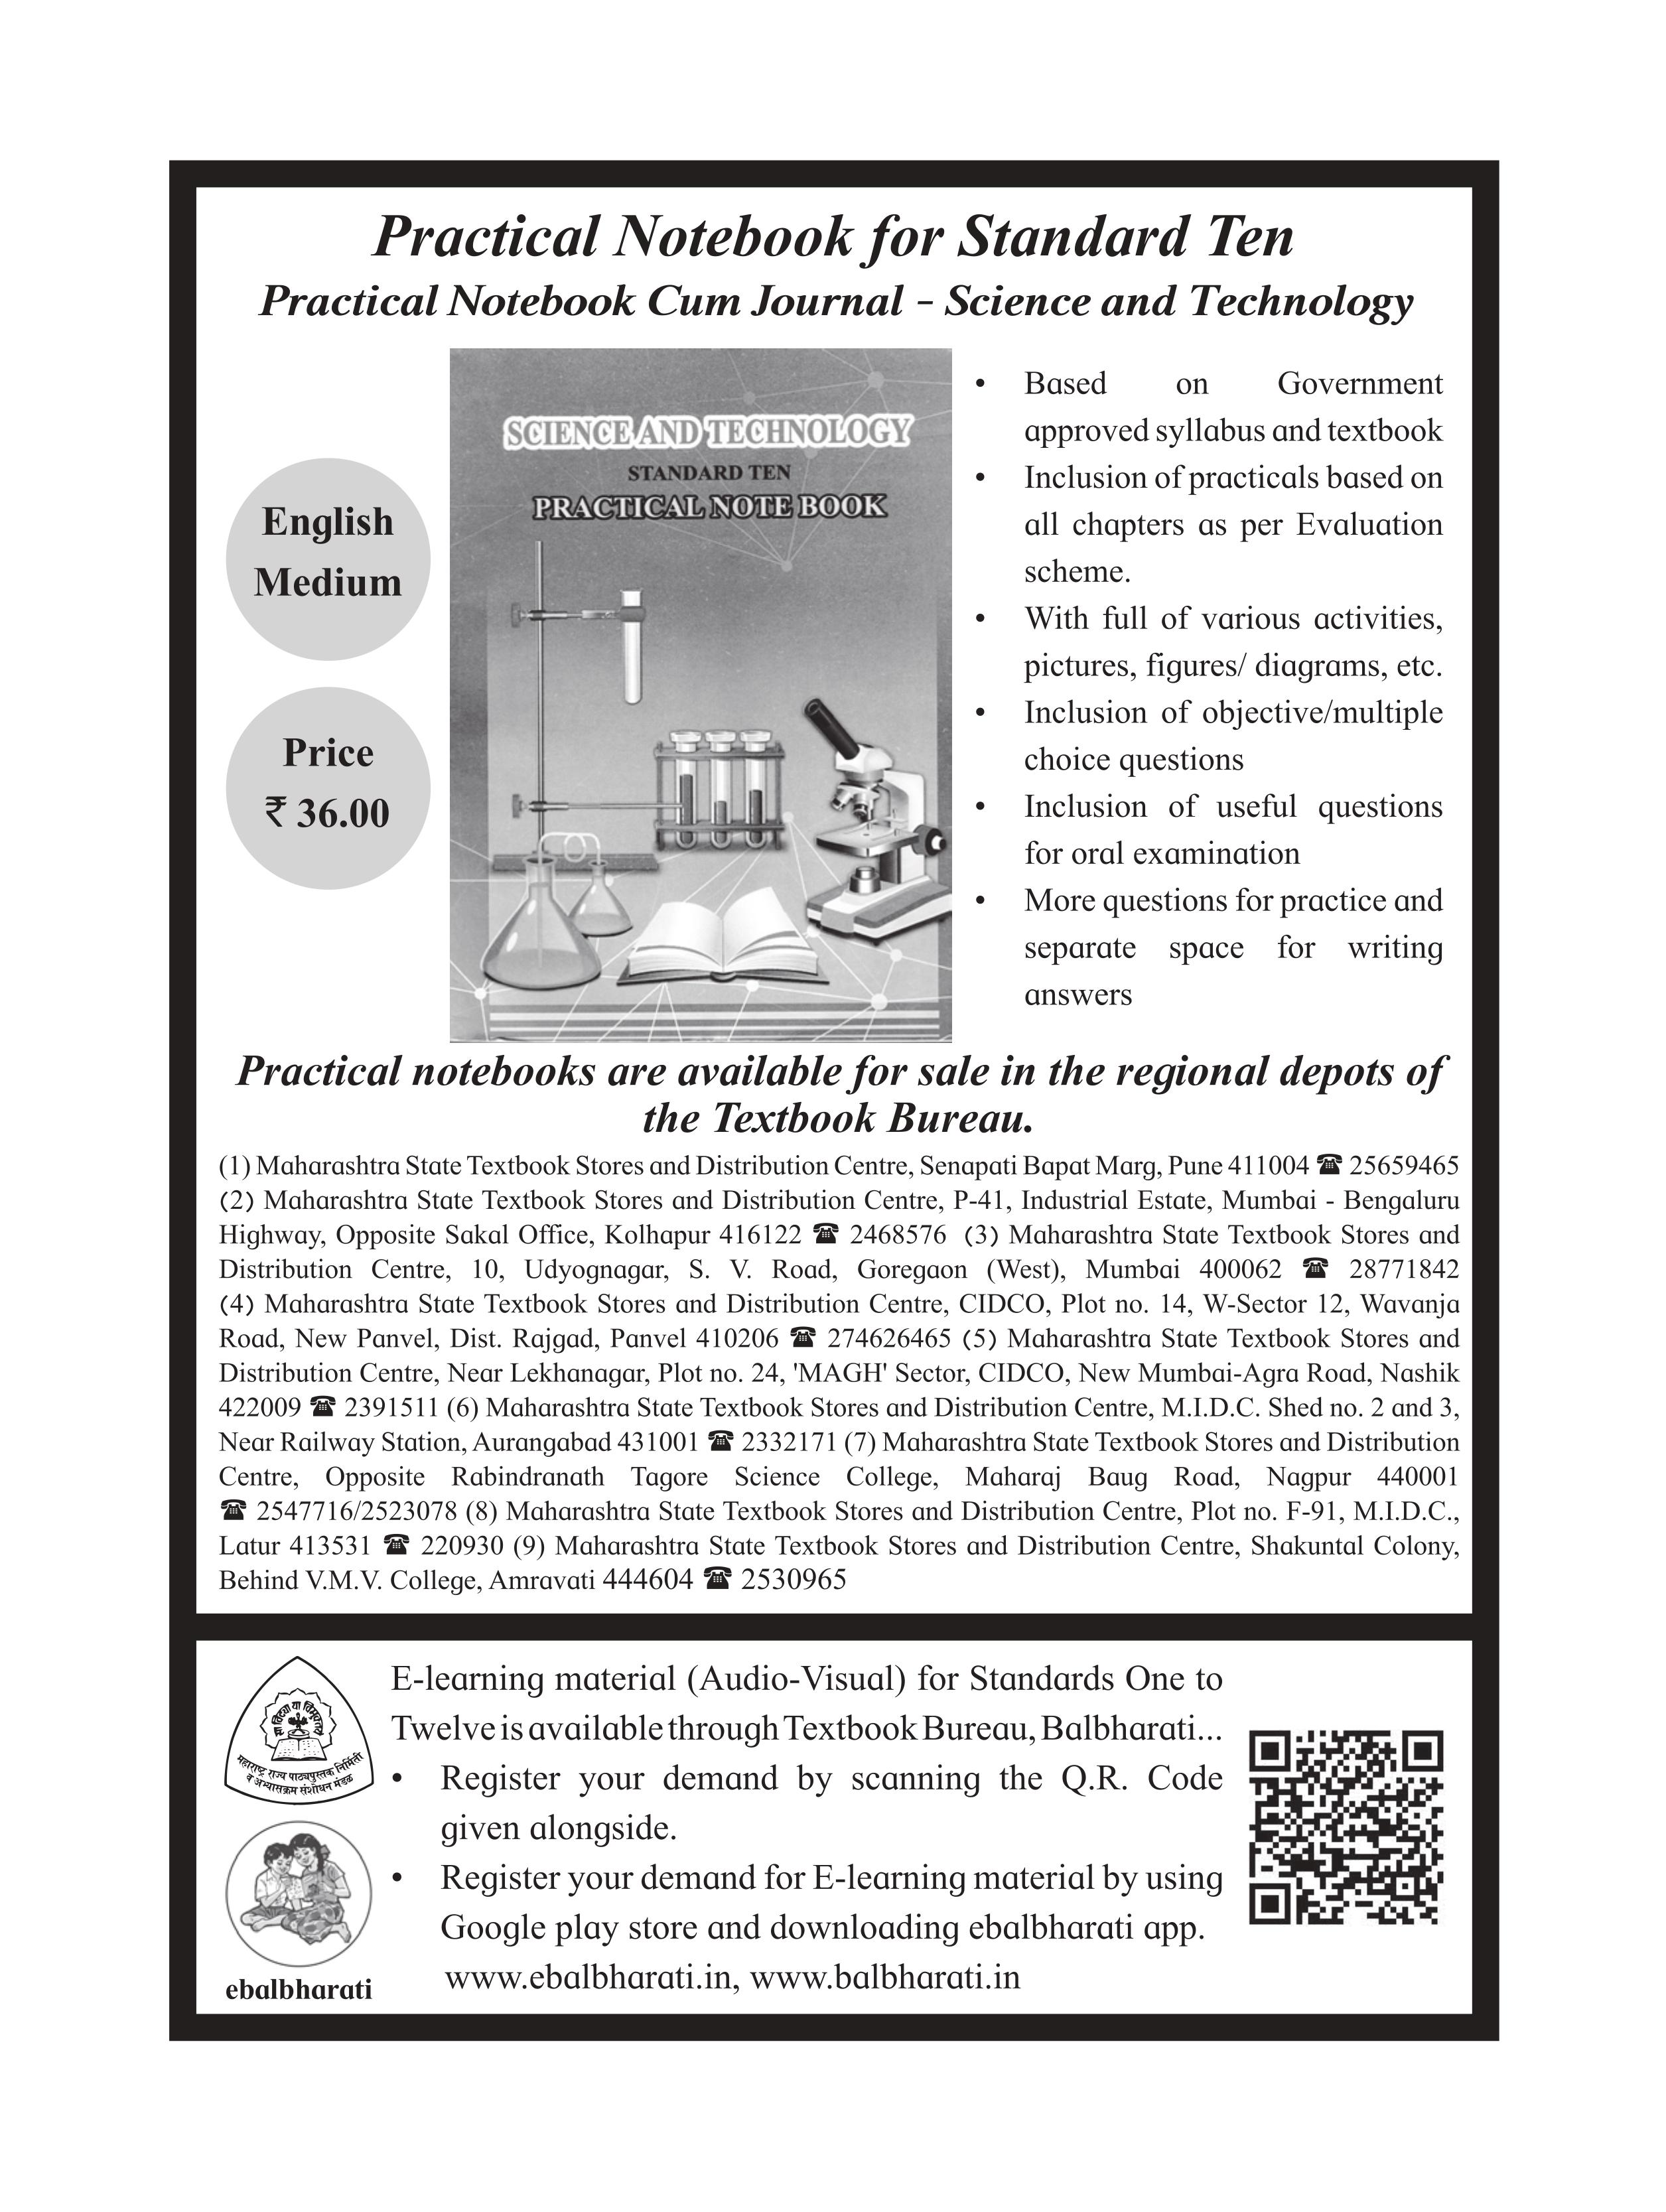 Practical Notebook for Standard Ten
Practical Notebook Cum Journal - Science and Technology
English
Medium
Price
₹ 36.00
SCIENCE AND TECHNOLOGY
STANDARD TEN
PRACTICAL NOTE BOOK
• Based on Government
approved syllabus and textbook
• Inclusion of practicals based on
all chapters as per Evaluation
scheme.
• With full of various activities,
pictures, figures/ diagrams, etc.
• Inclusion of objective/multiple
choice questions
• Inclusion of useful questions
for oral examination
• More questions for practice and
separate space for writing
answers
Practical notebooks are available for sale in the regional depots of
the Textbook Bureau.
(1) Maharashtra State Textbook Stores and Distribution Centre, Senapati Bapat Marg, Pune 411004 ☎ 25659465
(2) Maharashtra State Textbook Stores and Distribution Centre, P-41, Industrial Estate, Mumbai - Bengaluru
Highway, Opposite Sakal Office, Kolhapur 416122 ☎ 2468576 (3) Maharashtra State Textbook Stores and
Distribution Centre, 10, Udyognagar, S. V. Road, Goregaon (West), Mumbai 400062 ☎ 28771842
(4) Maharashtra State Textbook Stores and Distribution Centre, CIDCO, Plot no. 14, W-Sector 12, Wavanja
Road, New Panvel, Dist. Rajgad, Panvel 410206 ☎ 274626465 (5) Maharashtra State Textbook Stores and
Distribution Centre, Near Lekhanagar, Plot no. 24, 'MAGH' Sector, CIDCO, New Mumbai-Agra Road, Nashik
422009 ☎ 2391511 (6) Maharashtra State Textbook Stores and Distribution Centre, M.I.D.C. Shed no. 2 and 3,
Near Railway Station, Aurangabad 431001 ☎ 2332171 (7) Maharashtra State Textbook Stores and Distribution
Centre, Opposite Rabindranath Tagore Science College, Maharaj Baug Road, Nagpur 440001
☎ 2547716/2523078 (8) Maharashtra State Textbook Stores and Distribution Centre, Plot no. F-91, M.I.D.C.,
Latur 413531 ☎ 220930 (9) Maharashtra State Textbook Stores and Distribution Centre, Shakuntal Colony,
Behind V.M.V. College, Amravati 444604 ☎ 2530965
सा विद्या या विमुक्तये
महाराष्ट्र राज्य पाठ्यपुस्तक निर्मिती
व अभ्यासक्रम संशोधन मंडळ
ebalbharati
E-learning material (Audio-Visual) for Standards One to
Twelve is available through Textbook Bureau, Balbharati...
• Register your demand by scanning the Q.R. Code
given alongside.
• Register your demand for E-learning material by using
Google play store and downloading ebalbharati app.
www.ebalbharati.in, www.balbharati.in